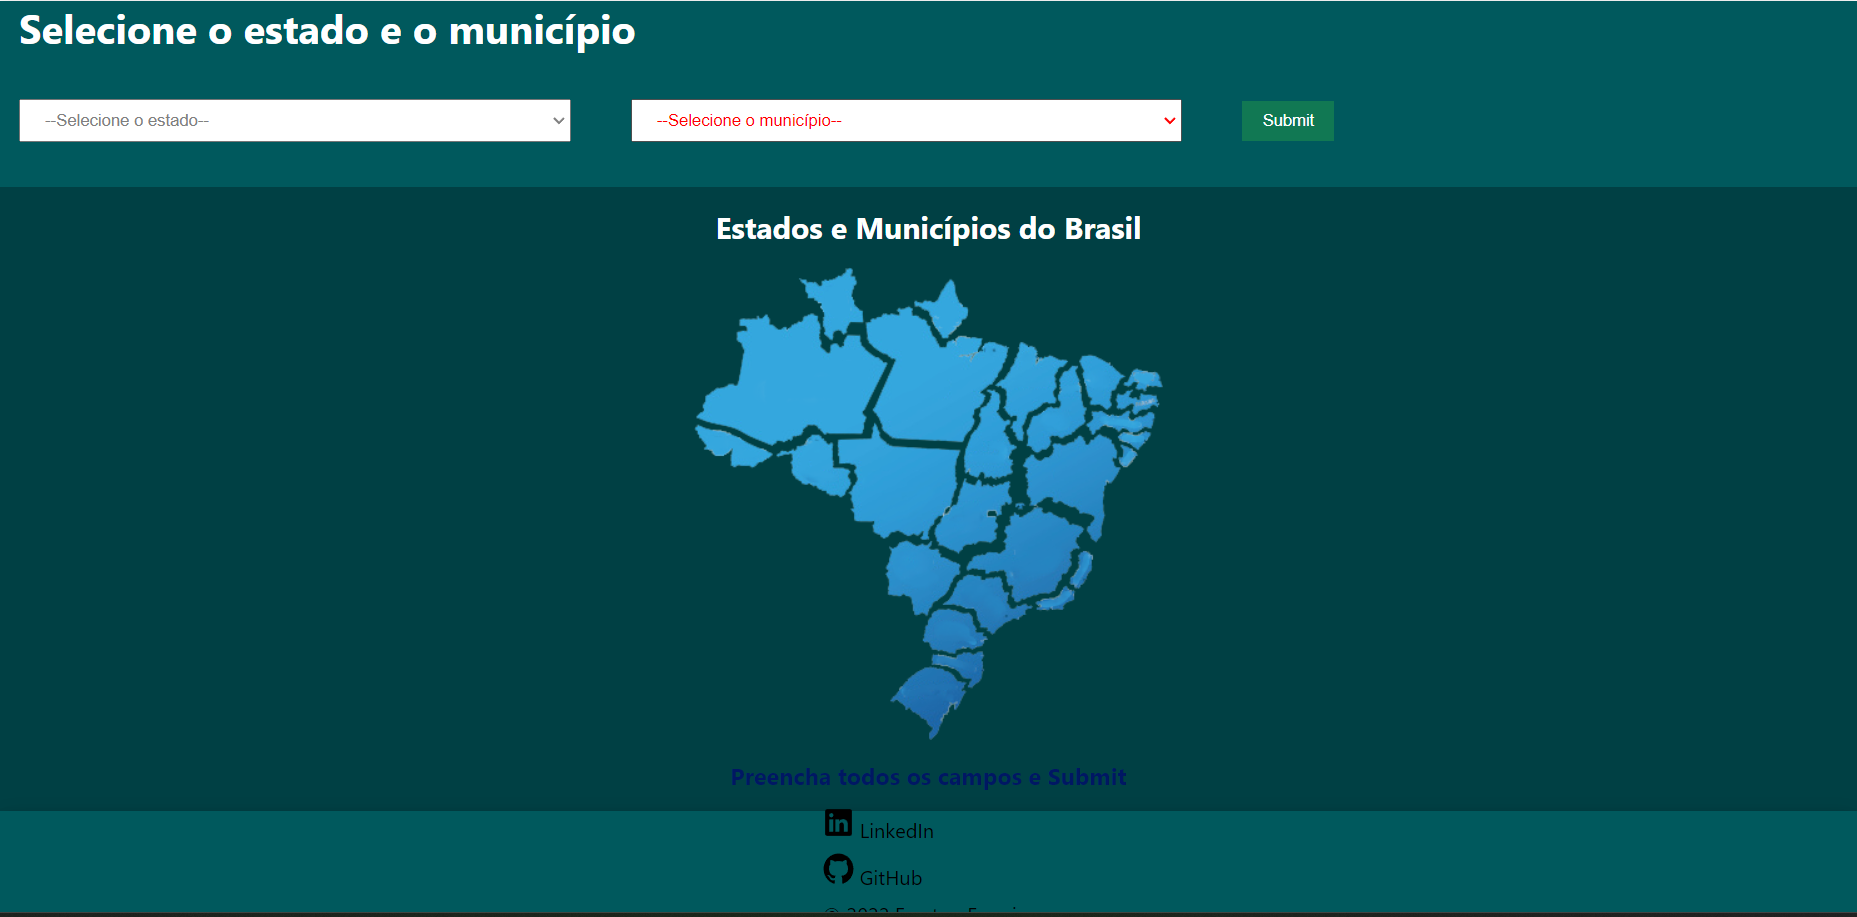 Selecione o estado e o município
--Selecione o estado--
--Selecione o município--
Submit
Estados e Municípios do Brasil
Preencha todos os campos e Submit
LinkedIn
GitHub